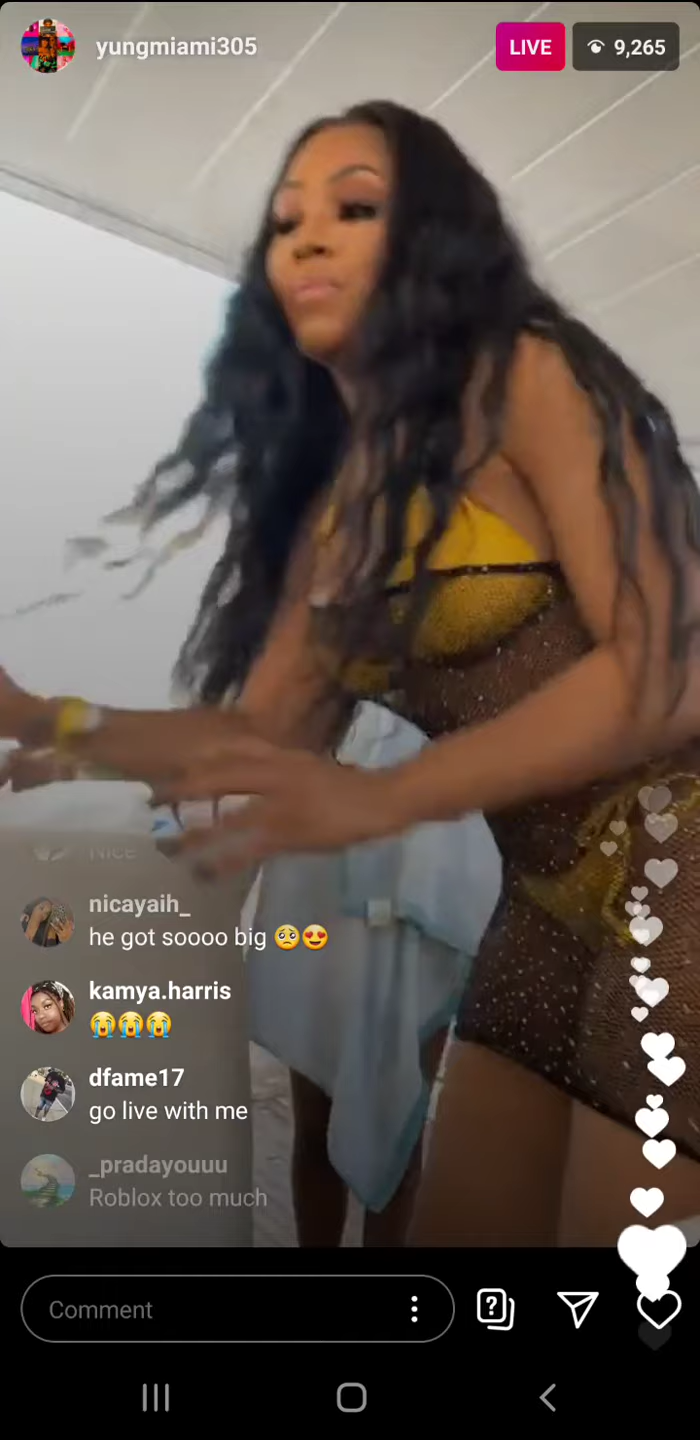 yungmiami305
LIVE
9,265
Nice
nicayaih_
he got soooo big 🥺😍
kamya.harris
😭😭😭
dfame17
go live with me
_pradayouuu
Roblox too much
Comment